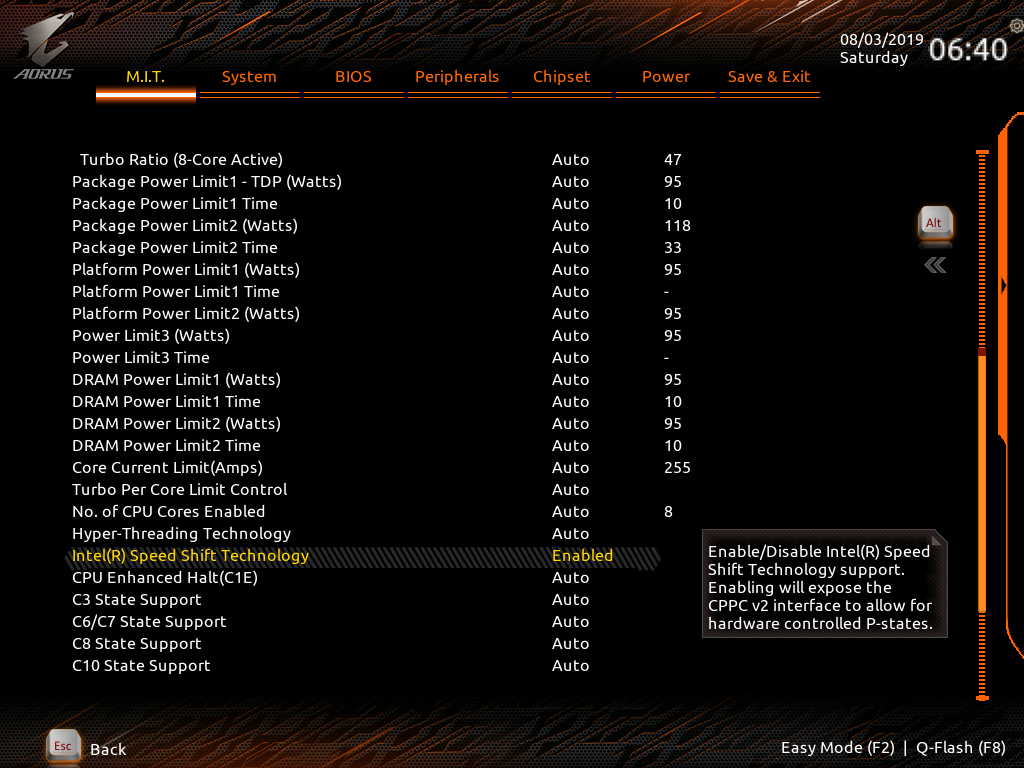 AORUS
08/03/2019
Saturday
06:40
M.I.T. System BIOS Peripherals Chipset Power Save & Exit
Turbo Ratio (8-Core Active) Auto 47
Package Power Limit1 - TDP (Watts) Auto 95
Package Power Limit1 Time Auto 10
Package Power Limit2 (Watts) Auto 118
Package Power Limit2 Time Auto 33
Platform Power Limit1 (Watts) Auto 95
Platform Power Limit1 Time Auto -
Platform Power Limit2 (Watts) Auto 95
Power Limit3 (Watts) Auto 95
Power Limit3 Time Auto -
DRAM Power Limit1 (Watts) Auto 95
DRAM Power Limit1 Time Auto 10
DRAM Power Limit2 (Watts) Auto 95
DRAM Power Limit2 Time Auto 10
Core Current Limit(Amps) Auto 255
Turbo Per Core Limit Control Auto
No. of CPU Cores Enabled Auto 8
Hyper-Threading Technology Auto
Intel(R) Speed Shift Technology Enabled
CPU Enhanced Halt(C1E) Auto
C3 State Support Auto
C6/C7 State Support Auto
C8 State Support Auto
C10 State Support Auto
Alt
Enable/Disable Intel(R) Speed
Shift Technology support.
Enabling will expose the
CPPC v2 interface to allow for
hardware controlled P-states.
Esc Back
Easy Mode (F2) | Q-Flash (F8)